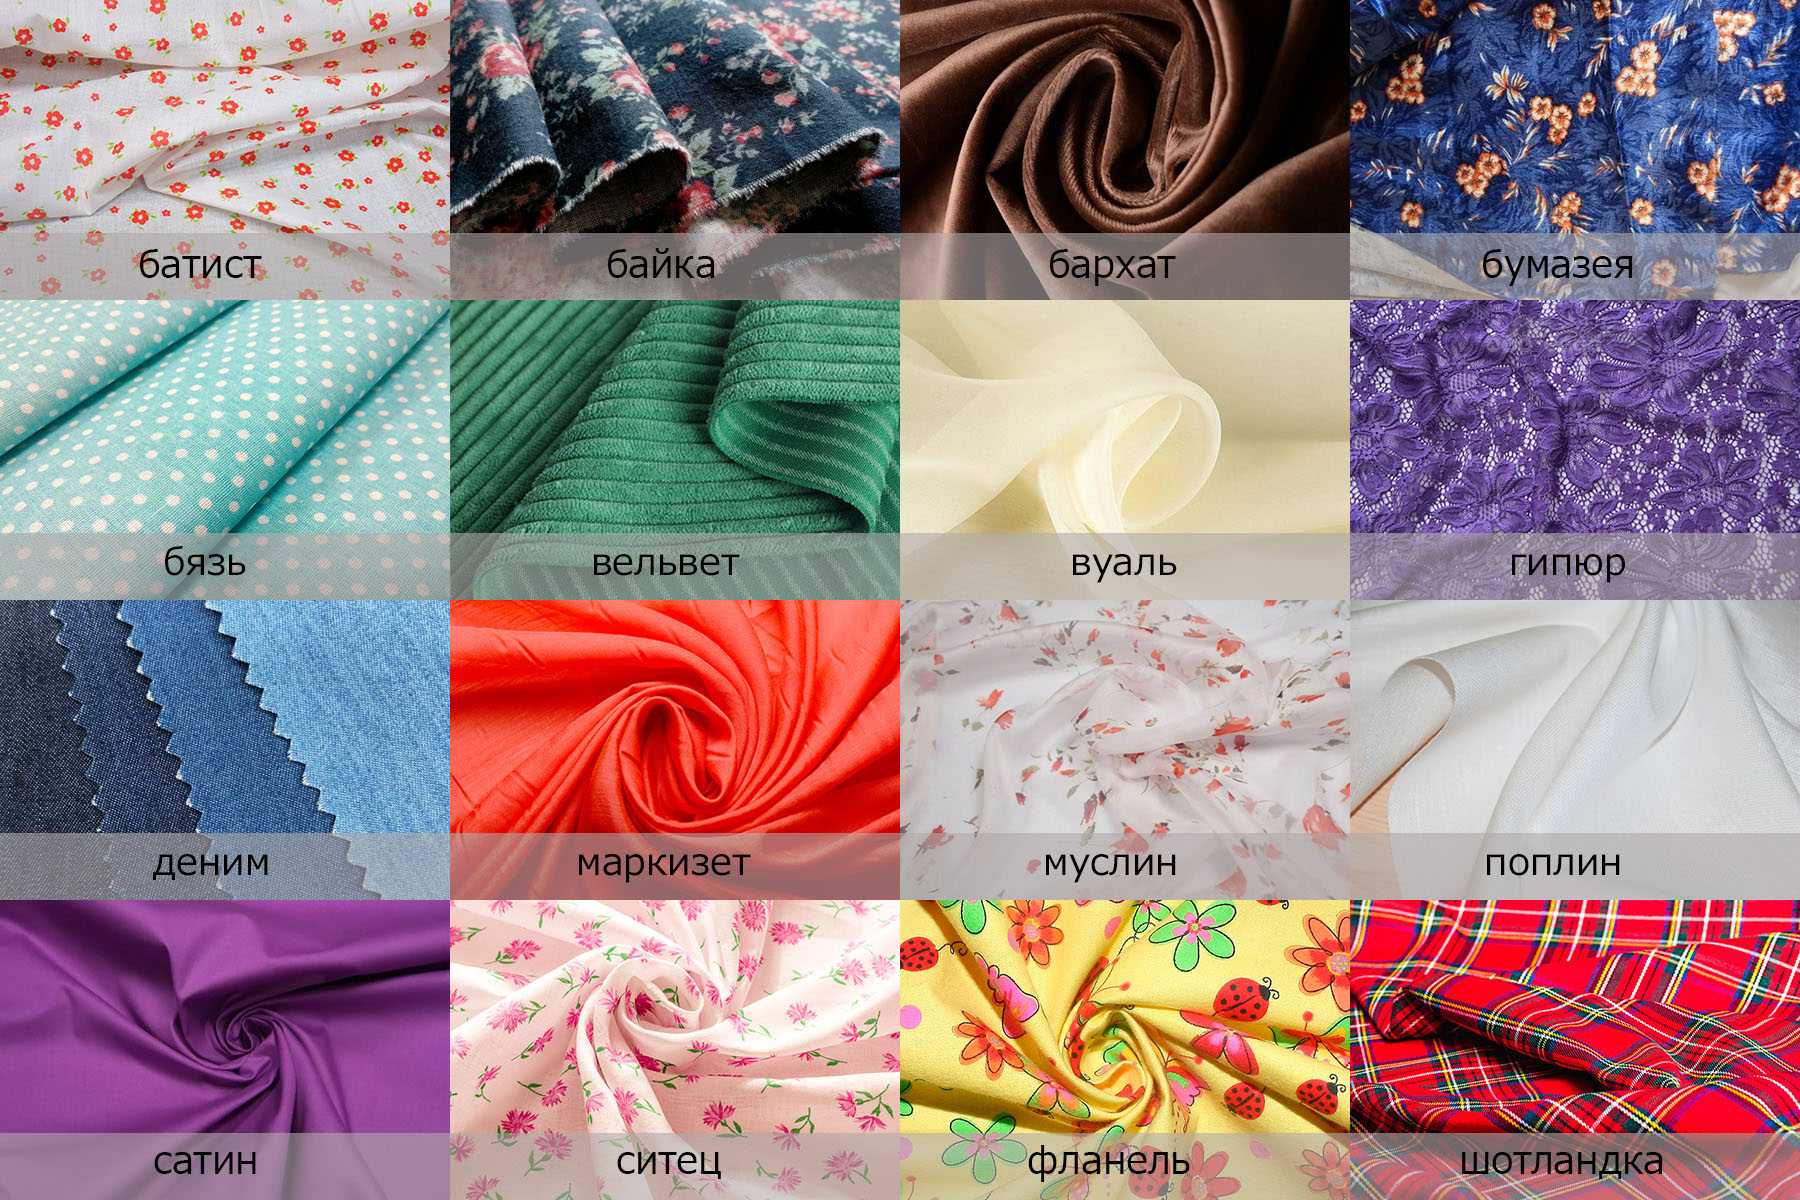 батист
байка
бархат
бумазея
бязь
вельвет
вуаль
гипюр
деним
маркизет
муслин
поплин
сатин
ситец
фланель
шотландка